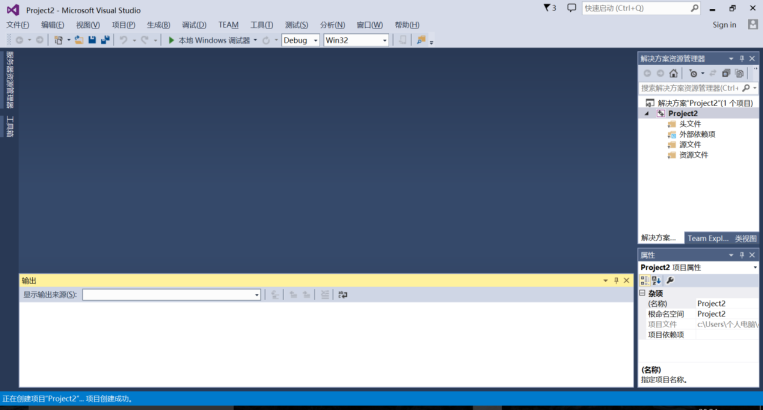 Project2 - Microsoft Visual Studio
3
快速启动 (Ctrl+Q)
文件(F) 编辑(E) 视图(V) 项目(P) 生成(B) 调试(D) TEAM 工具(T) 测试(S) 分析(N) 窗口(W) 帮助(H)
Sign in
本地 Windows 调试器 Debug Win32
工具箱
解决方案资源管理器
搜索解决方案资源管理器(Ctrl+
解决方案"Project2"(1 个项目)
Project2
头文件
外部依赖项
源文件
资源文件
解决方案... Team Expl... 类视图
属性
Project2 项目属性
杂项
(名称) Project2
根命名空间 Project2
项目文件 c:\Users\个人电脑\
项目依赖项
(名称)
指定项目名称。
输出
显示输出来源(S):
正在创建项目"Project2"... 项目创建成功。